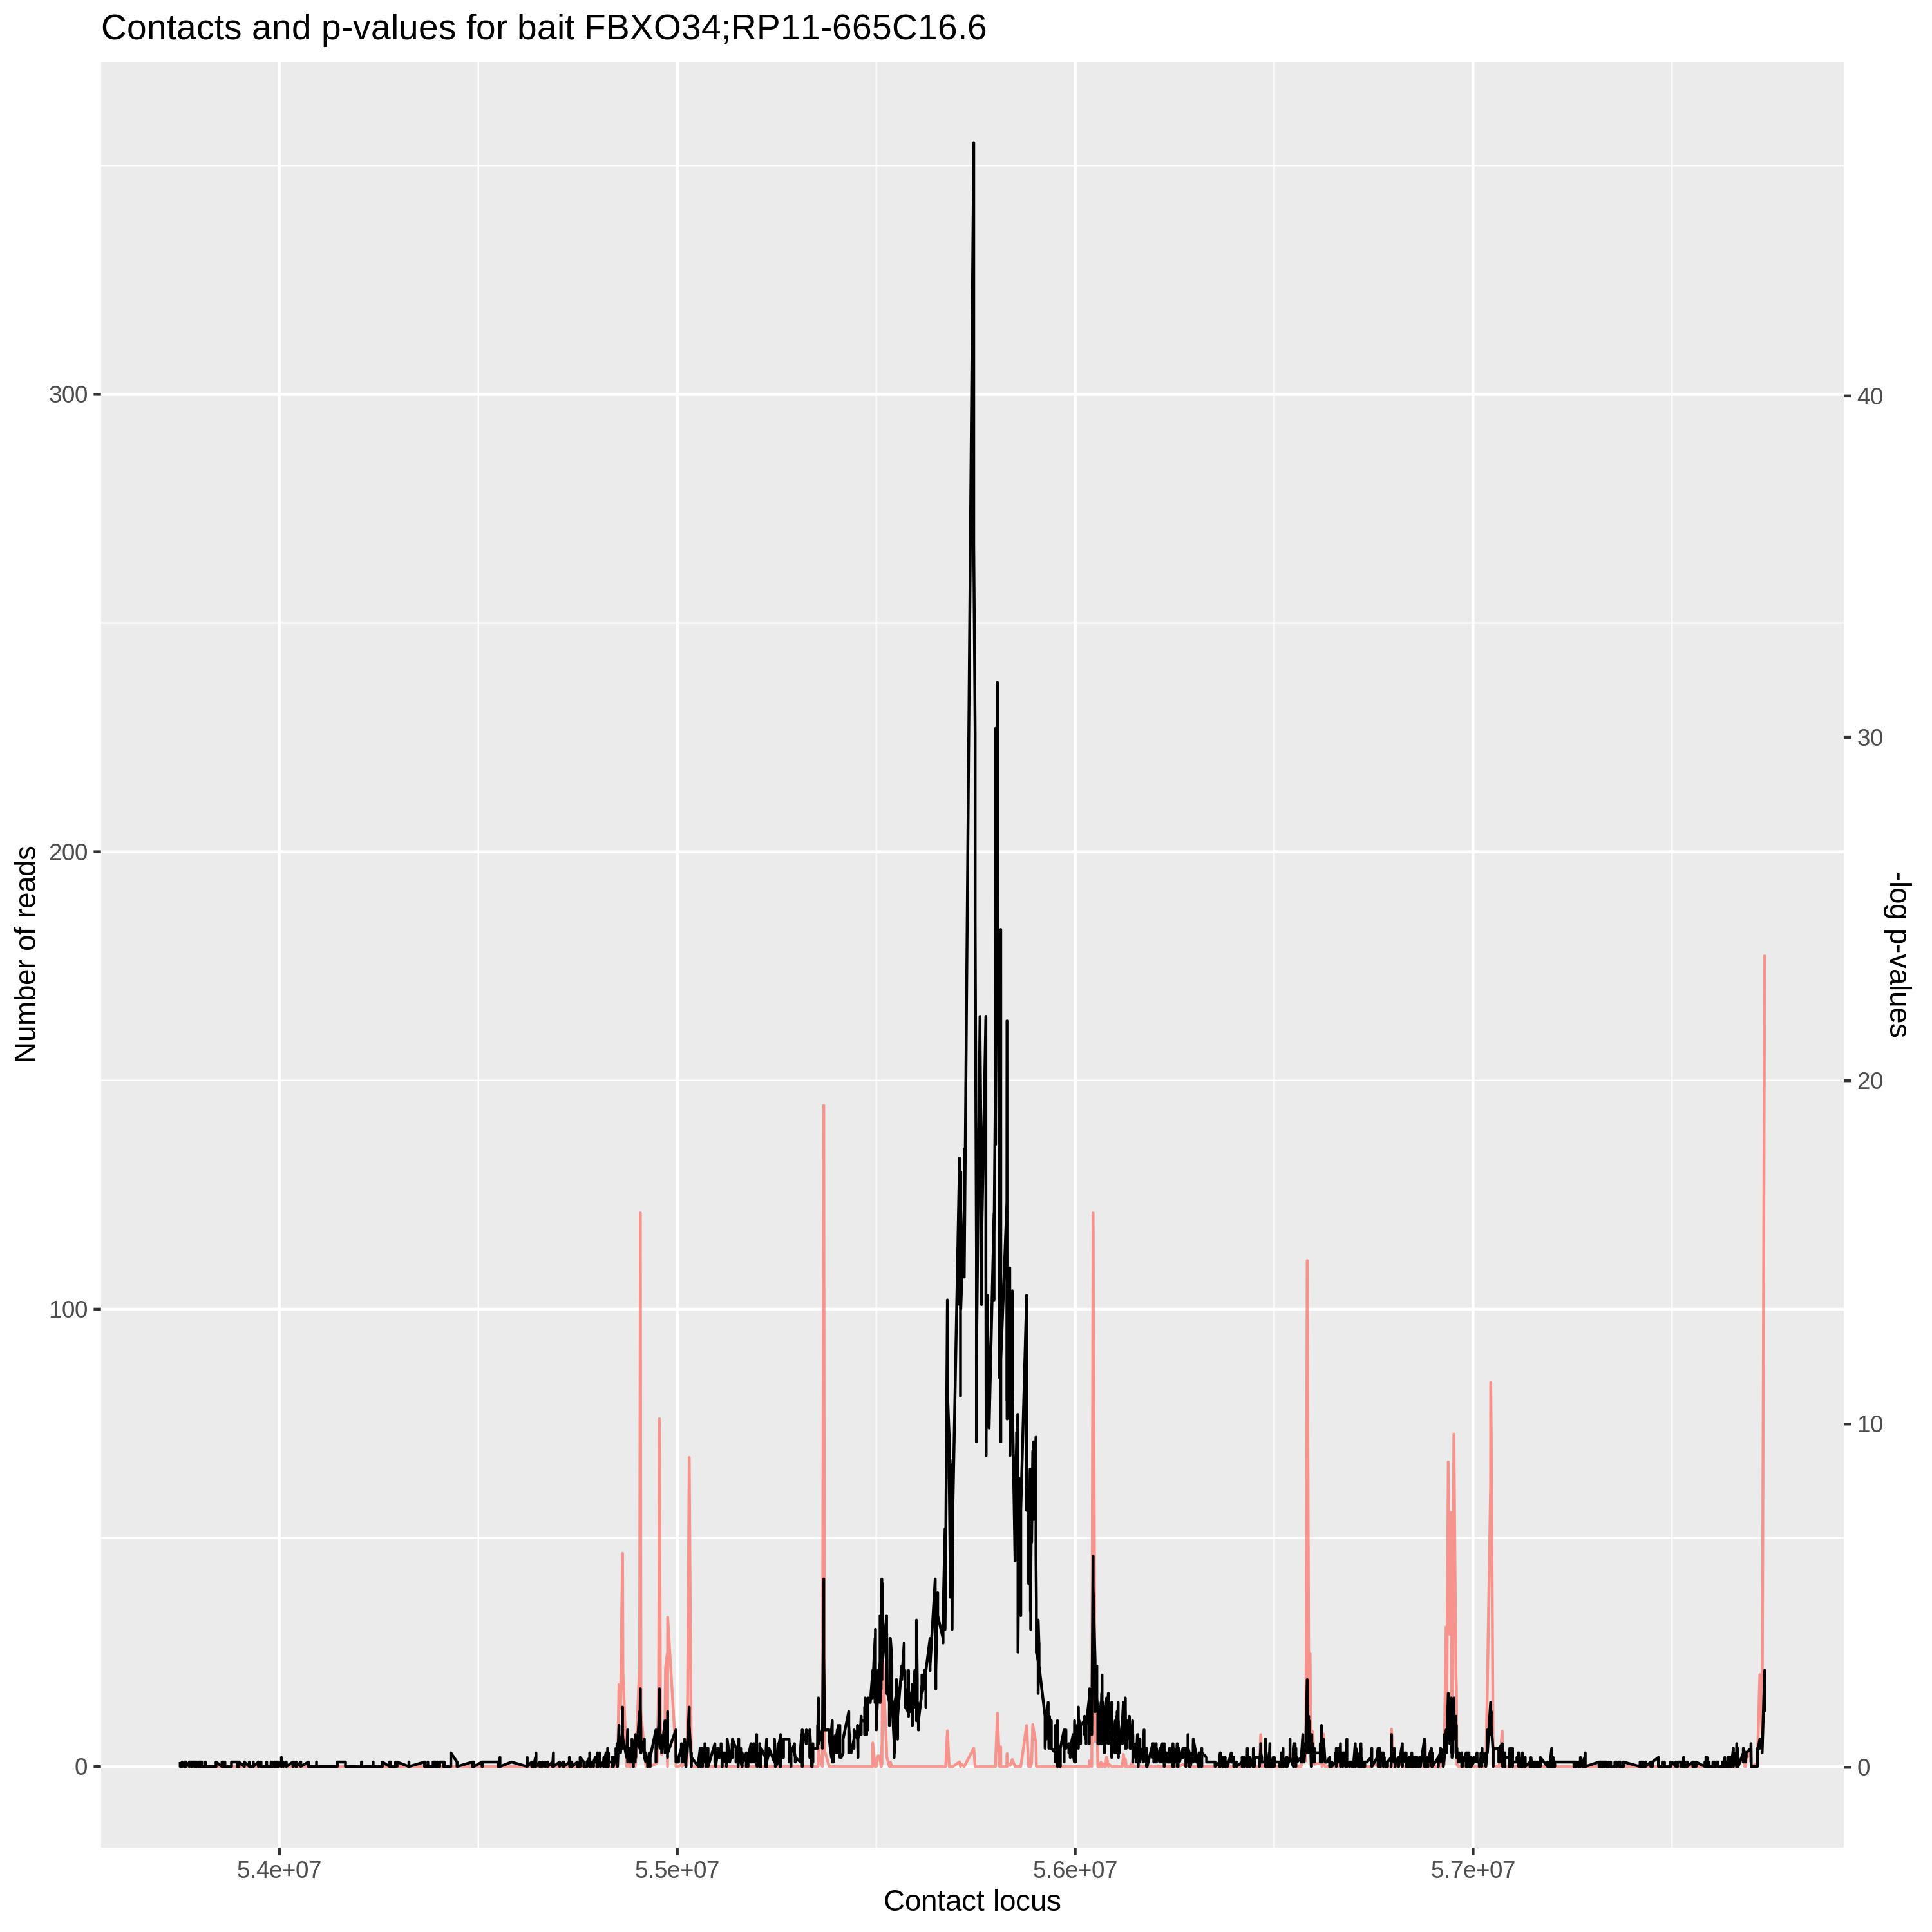 Contacts and p-values for bait FBXO34;RP11-665C16.6
Number of reads
300
200
100
0
-log p-values
40
30
20
10
0
5.4e+07
5.5e+07
5.6e+07
5.7e+07
Contact locus